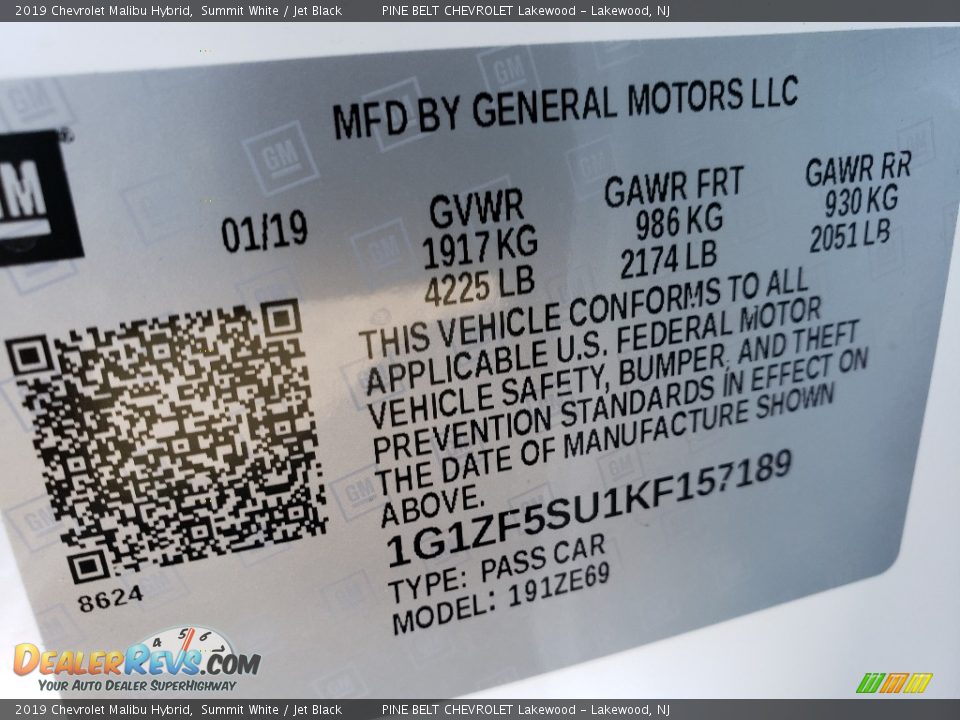 2019 Chevrolet Malibu Hybrid, Summit White / Jet Black PINE BELT CHEVROLET Lakewood - Lakewood, NJ
MFD BY GENERAL MOTORS LLC
GM
®
01/19
GVWR
1917 KG
4225 LB
GAWR FRT
986 KG
2174 LB
GAWR RR
930 KG
2051 LB
THIS VEHICLE CONFORMS TO ALL
APPLICABLE U.S. FEDERAL MOTOR
VEHICLE SAFETY, BUMPER, AND THEFT
PREVENTION STANDARDS IN EFFECT ON
THE DATE OF MANUFACTURE SHOWN
ABOVE.
1G1ZF5SU1KF157189
TYPE: PASS CAR
MODEL: 191ZE69
8624
4 5 6
DEALERREVS.COM
YOUR AUTO DEALER SUPERHIGHWAY
2019 Chevrolet Malibu Hybrid, Summit White / Jet Black PINE BELT CHEVROLET Lakewood - Lakewood, NJ